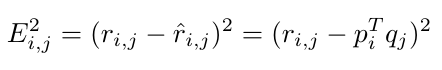 $E_{i,j}^2 = (r_{i,j} - \hat{r}_{i,j})^2 = (r_{i,j} - p_i^T q_j)^2$